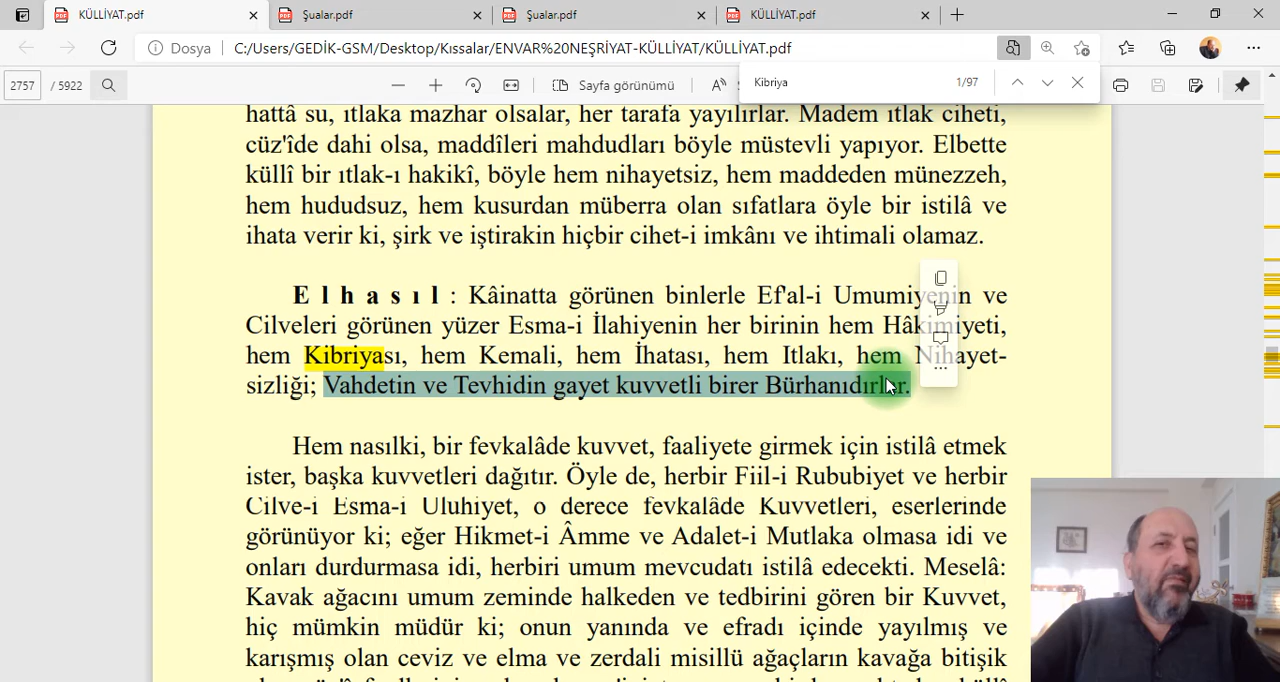 KÜLLİYAT.pdf
Şualar.pdf
Şualar.pdf
KÜLLİYAT.pdf
Dosya
C:/Users/GEDİK-GSM/Desktop/Kıssalar/ENVAR%20NEŞRİYAT-KÜLLİYAT/KÜLLİYAT.pdf
2757 / 5922
Sayfa görünümü
Kibriya
1/97
hattâ su, ıtlaka mazhar olsalar, her tarafa yayılırlar. Madem ıtlak ciheti,
cüz'îde dahi olsa, maddîleri mahdudları böyle müstevli yapıyor. Elbette
küllî bir ıtlak-ı hakikî, böyle hem nihayetsiz, hem maddeden münezzeh,
hem hududsuz, hem kusurdan müberra olan sıfatlara öyle bir istilâ ve
ihata verir ki, şirk ve iştirakin hiçbir cihet-i imkânı ve ihtimali olamaz.
Elhasıl : Kâinatta görünen binlerle Ef'al-i Umumiyenin ve
Cilveleri görünen yüzer Esma-i İlahiyenin her birinin hem Hâkimiyeti,
hem Kibriyası, hem Kemali, hem İhatası, hem Itlakı, hem Nihayet-
sizliği; Vahdetin ve Tevhidin gayet kuvvetli birer Bürhanıdırlar.
Hem nasılki, bir fevkalâde kuvvet, faaliyete girmek için istilâ etmek
ister, başka kuvvetleri dağıtır. Öyle de, herbir Fiil-i Rububiyet ve herbir
Cilve-i Esma-i Uluhiyet, o derece fevkalâde Kuvvetleri, eserlerinde
görünüyor ki; eğer Hikmet-i Âmme ve Adalet-i Mutlaka olmasa idi ve
onları durdurmasa idi, herbiri umum mevcudatı istilâ edecekti. Meselâ:
Kavak ağacını umum zeminde halkeden ve tedbirini gören bir Kuvvet,
hiç mümkin müdür ki; onun yanında ve efradı içinde yayılmış ve
karışmış olan ceviz ve elma ve zerdali misillü ağaçların kavağa bitişik